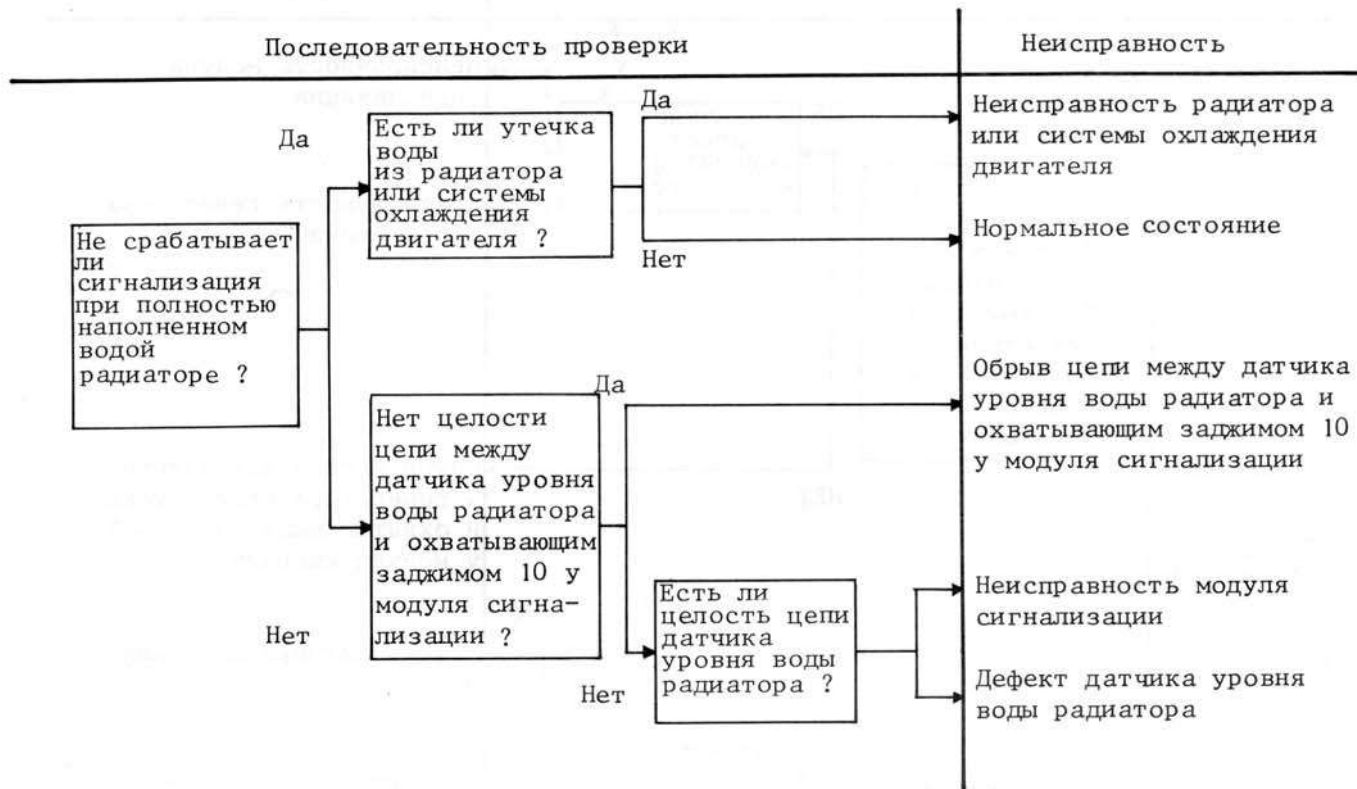 Последовательность проверки
Неисправность
Не срабатывает
ли
сигнализация
при полностью
наполненном
водой
радиаторе ?
Да
Есть ли утечка
воды
из радиатора
или системы
охлаждения
двигателя ?
Да
Неисправность радиатора
или системы охлаждения
двигателя
Нет
Нормальное состояние
Нет
Нет целости
цепи между
датчика уровня
воды радиатора
и охватывающим
заджимом 10 у
модуля сигна-
лизации ?
Да
Обрыв цепи между датчика
уровня воды радиатора и
охватывающим заджимом 10
у модуля сигнализации
Нет
Есть ли
целость цепи
датчика
уровня воды
радиатора ?
Неисправность модуля
сигнализации
Дефект датчика уровня
воды радиатора